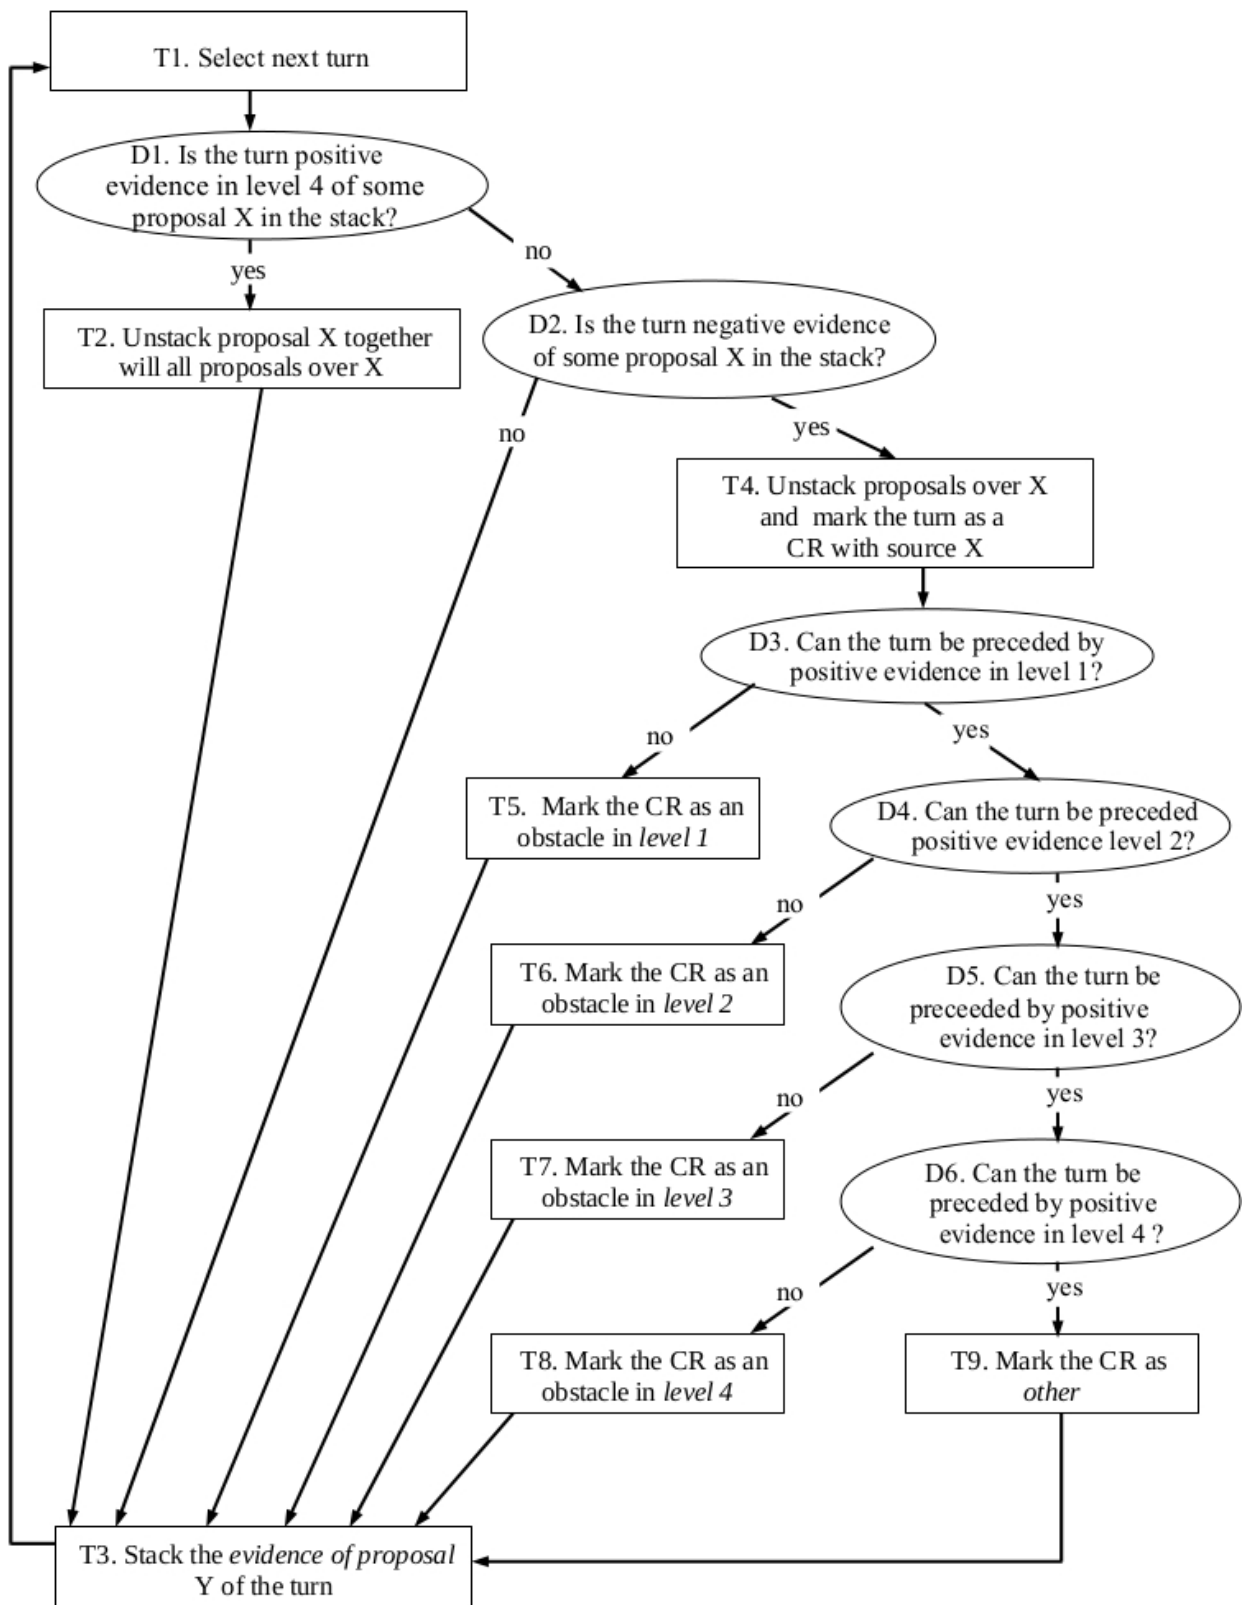 T1. Select next turn
D1. Is the turn positive
evidence in level 4 of some
proposal X in the stack?
no
yes
T2. Unstack proposal X together
will all proposals over X
D2. Is the turn negative evidence
of some proposal X in the stack?
no
yes
T4. Unstack proposals over X
and mark the turn as a
CR with source X
D3. Can the turn be preceded by
positive evidence in level 1?
no
yes
T5. Mark the CR as an
obstacle in level 1
D4. Can the turn be preceded
positive evidence level 2?
no
yes
T6. Mark the CR as an
obstacle in level 2
D5. Can the turn be
preceeded by positive
evidence in level 3?
no
yes
T7. Mark the CR as an
obstacle in level 3
D6. Can the turn be
preceded by positive
evidence in level 4 ?
no
yes
T8. Mark the CR as an
obstacle in level 4
T9. Mark the CR as
other
T3. Stack the evidence of proposal
Y of the turn